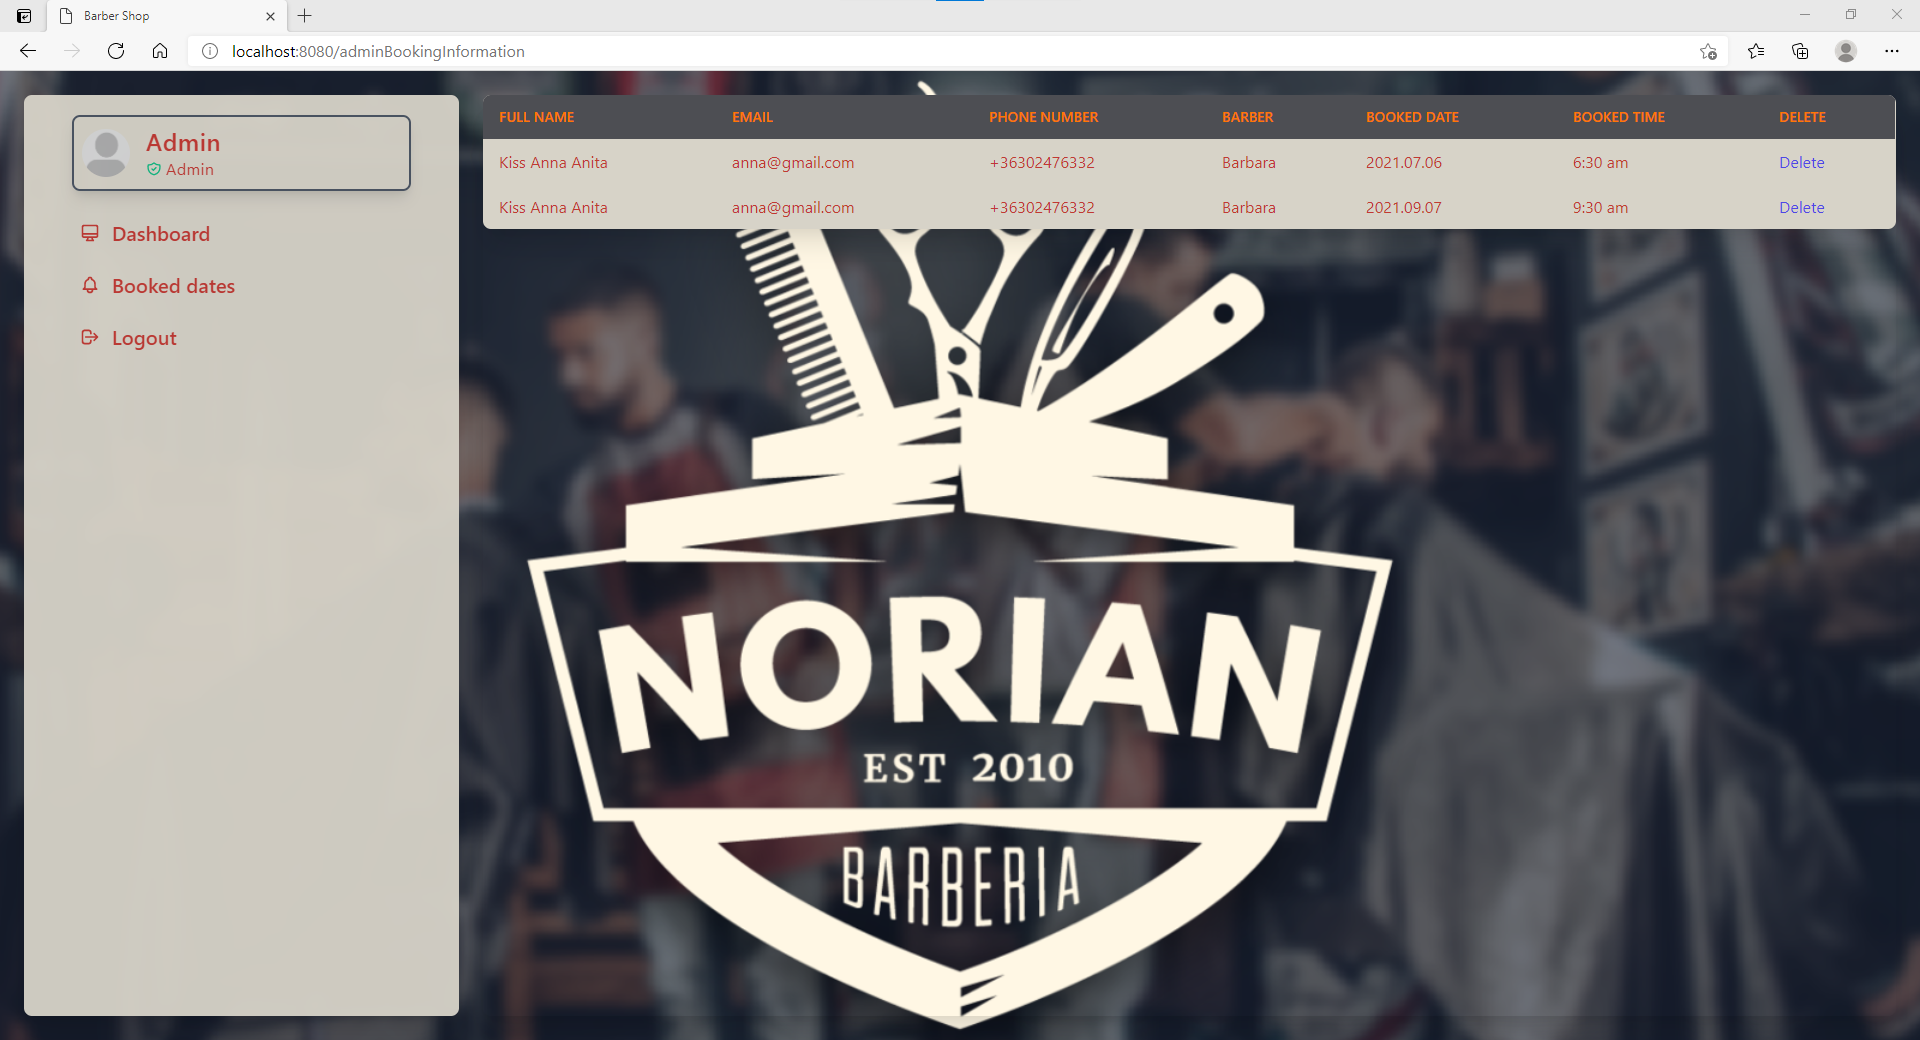 Barber Shop
localhost:8080/adminBookingInformation
Admin
Admin
Dashboard
Booked dates
Logout
FULL NAME EMAIL PHONE NUMBER BARBER BOOKED DATE BOOKED TIME DELETE
Kiss Anna Anita anna@gmail.com +36302476332 Barbara 2021.07.06 6:30 am Delete
Kiss Anna Anita anna@gmail.com +36302476332 Barbara 2021.09.07 9:30 am Delete
NORIAN
EST 2010
BARBERIA